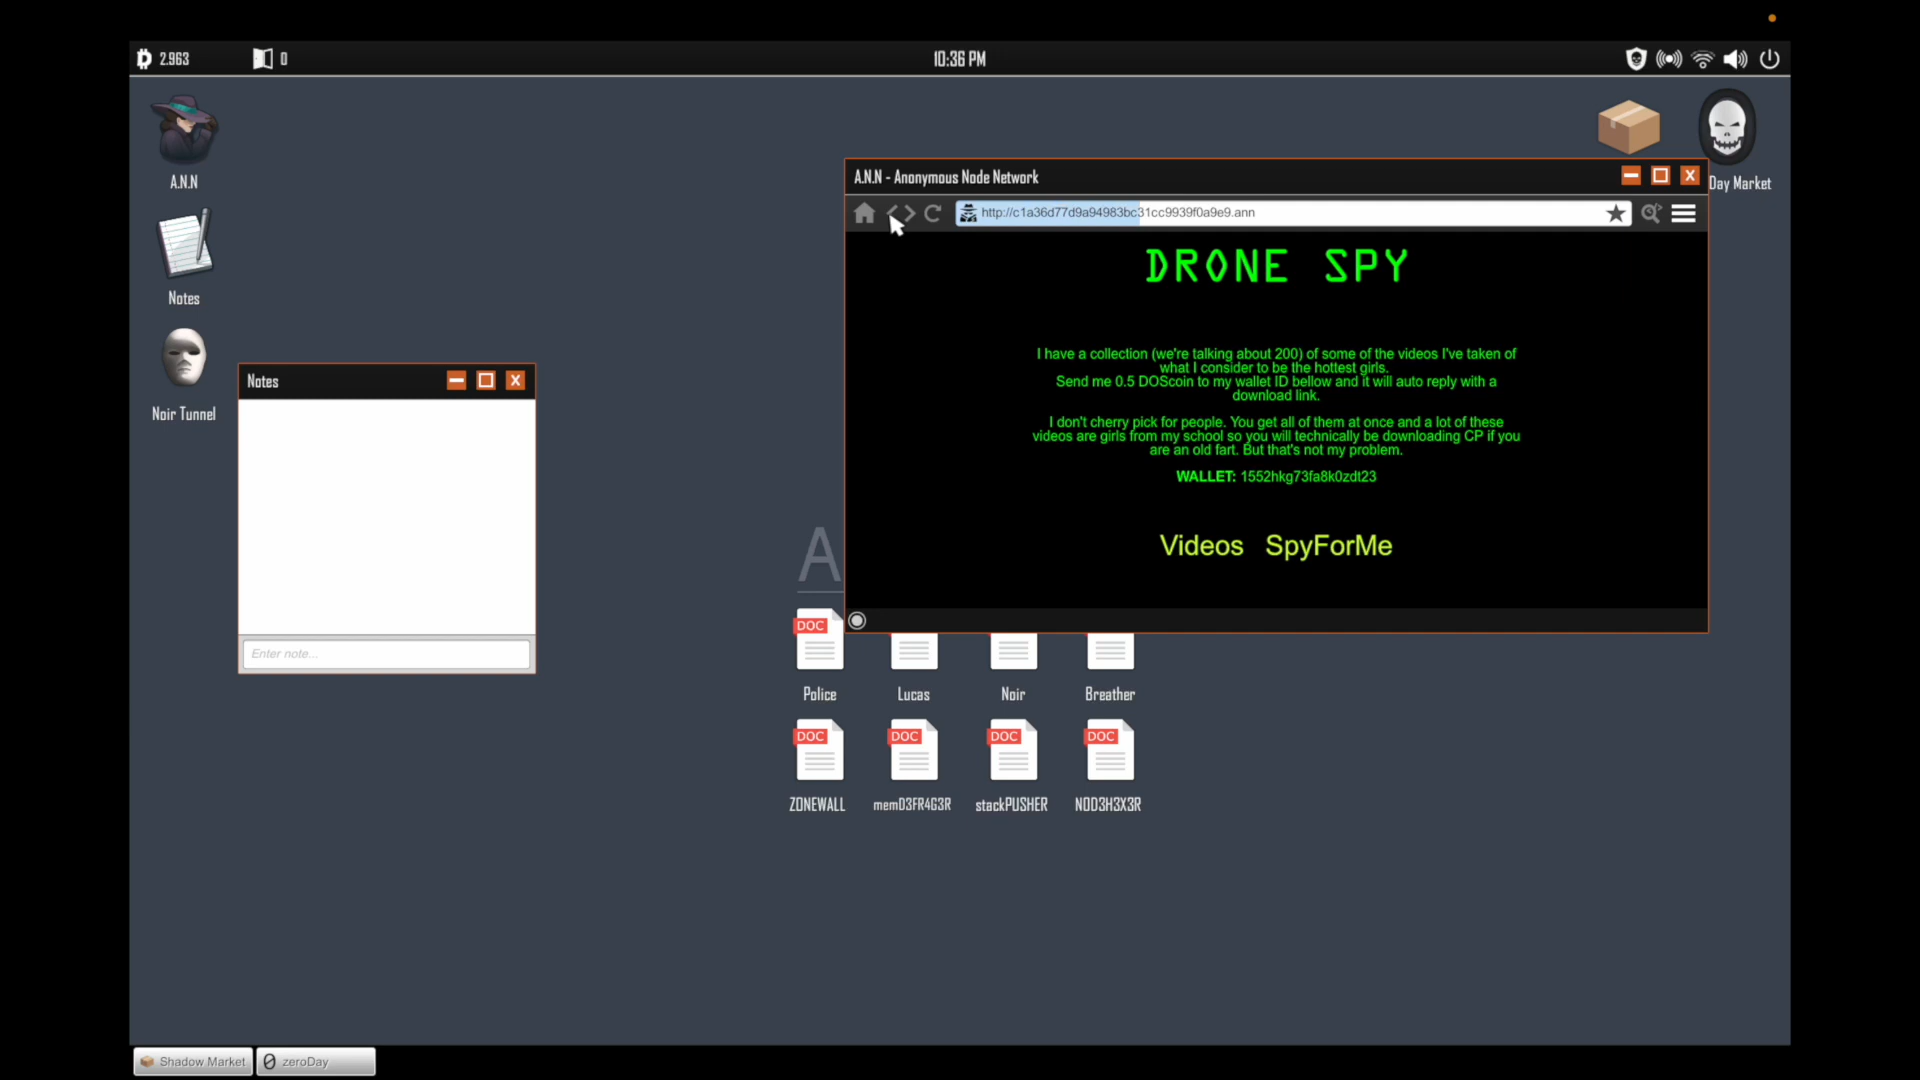 2.963
0
10:36 PM
A.N.N
Notes
Noir Tunnel
Day Market
A.N.N - Anonymous Node Network
http://c1a36d77d9a94983bc31cc9939f0a9e9.ann
DRONE SPY
I have a collection (we're talking about 200) of some of the videos I've taken of
what I consider to be the hottest girls.
Send me 0.5 DOScoin to my wallet ID bellow and it will auto reply with a
download link.
I don't cherry pick for people. You get all of them at once and a lot of these
videos are girls from my school so you will technically be downloading CP if you
are an old fart. But that's not my problem.
WALLET: 1552hkg73fa8k0zdt23
Videos SpyForMe
Notes
Enter note...
A
DOC
Police
Lucas
Noir
Breather
DOC
DOC
DOC
DOC
ZONEWALL
memD3FR4G3R
stackPUSHER
NOD3H3X3R
Shadow Market
zeroDay